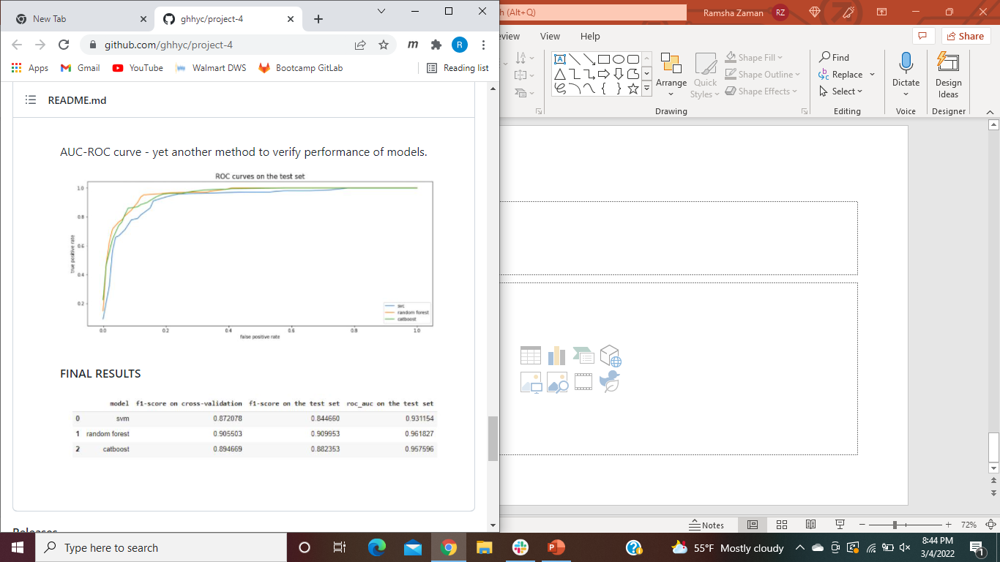 New Tab
ghhyc/project-4
h (Alt+Q)
Ramsha Zaman
RZ
github.com/ghhyc/project-4
m
R
Apps
Gmail
YouTube
Walmart DWS
Bootcamp GitLab
Reading list
eview
View
Help
Share
Arrange
Quick
Styles
Shape Fill
Shape Outline
Shape Effects
Find
Replace
Select
Dictate
Design
Ideas
Drawing
Editing
Voice
Designer
README.md
AUC-ROC curve - yet another method to verify performance of models.
ROC curves on the test set
true positive rate
1.0
0.8
0.6
0.4
0.2
svc
random forest
catboost
0.0 0.2 0.4 0.6 0.8 1.0
false positive rate
FINAL RESULTS
model f1-score on cross-validation f1-score on the test set roc_auc on the test set
0 svm 0.872078 0.844660 0.931154
1 random forest 0.905503 0.909953 0.961827
2 catboost 0.894669 0.882353 0.957596
Releases
Notes
72%
Type here to search
55°F Mostly cloudy
8:44 PM
3/4/2022
1